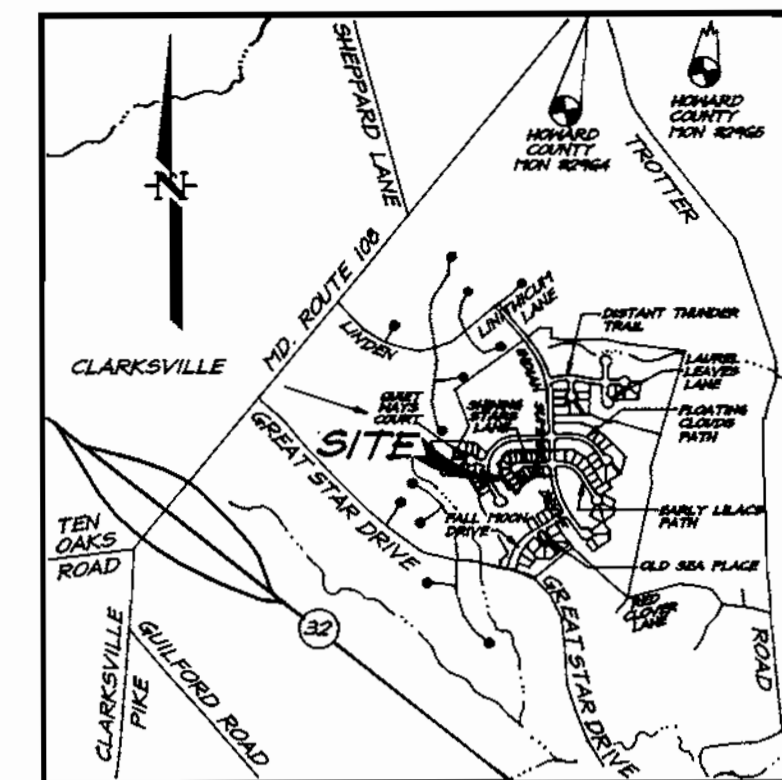 SHEPPARD LANE
HOWARD
COUNTY
MON #29G4
HOWARD
COUNTY
MON #29G5
TROTTER
ROAD
N
MD. ROUTE 108
CLARKSVILLE
LINDEN
LINTHICUM
LANE
DISTANT THUNDER
TRAIL
LAUREL
LEAVES
LANE
FLOATING
CLOUDS
PATH
QUIET
COURT
SHINING
STARS
LANE
SITE
GREAT STAR DRIVE
FALL MOON
DRIVE
EARLY LILACS
PATH
OLD SEA PLACE
RED
CLOVER
LANE
TEN
OAKS
ROAD
32
CLARKSVILLE
PIKE
GUILFORD ROAD
GREAT STAR DRIVE